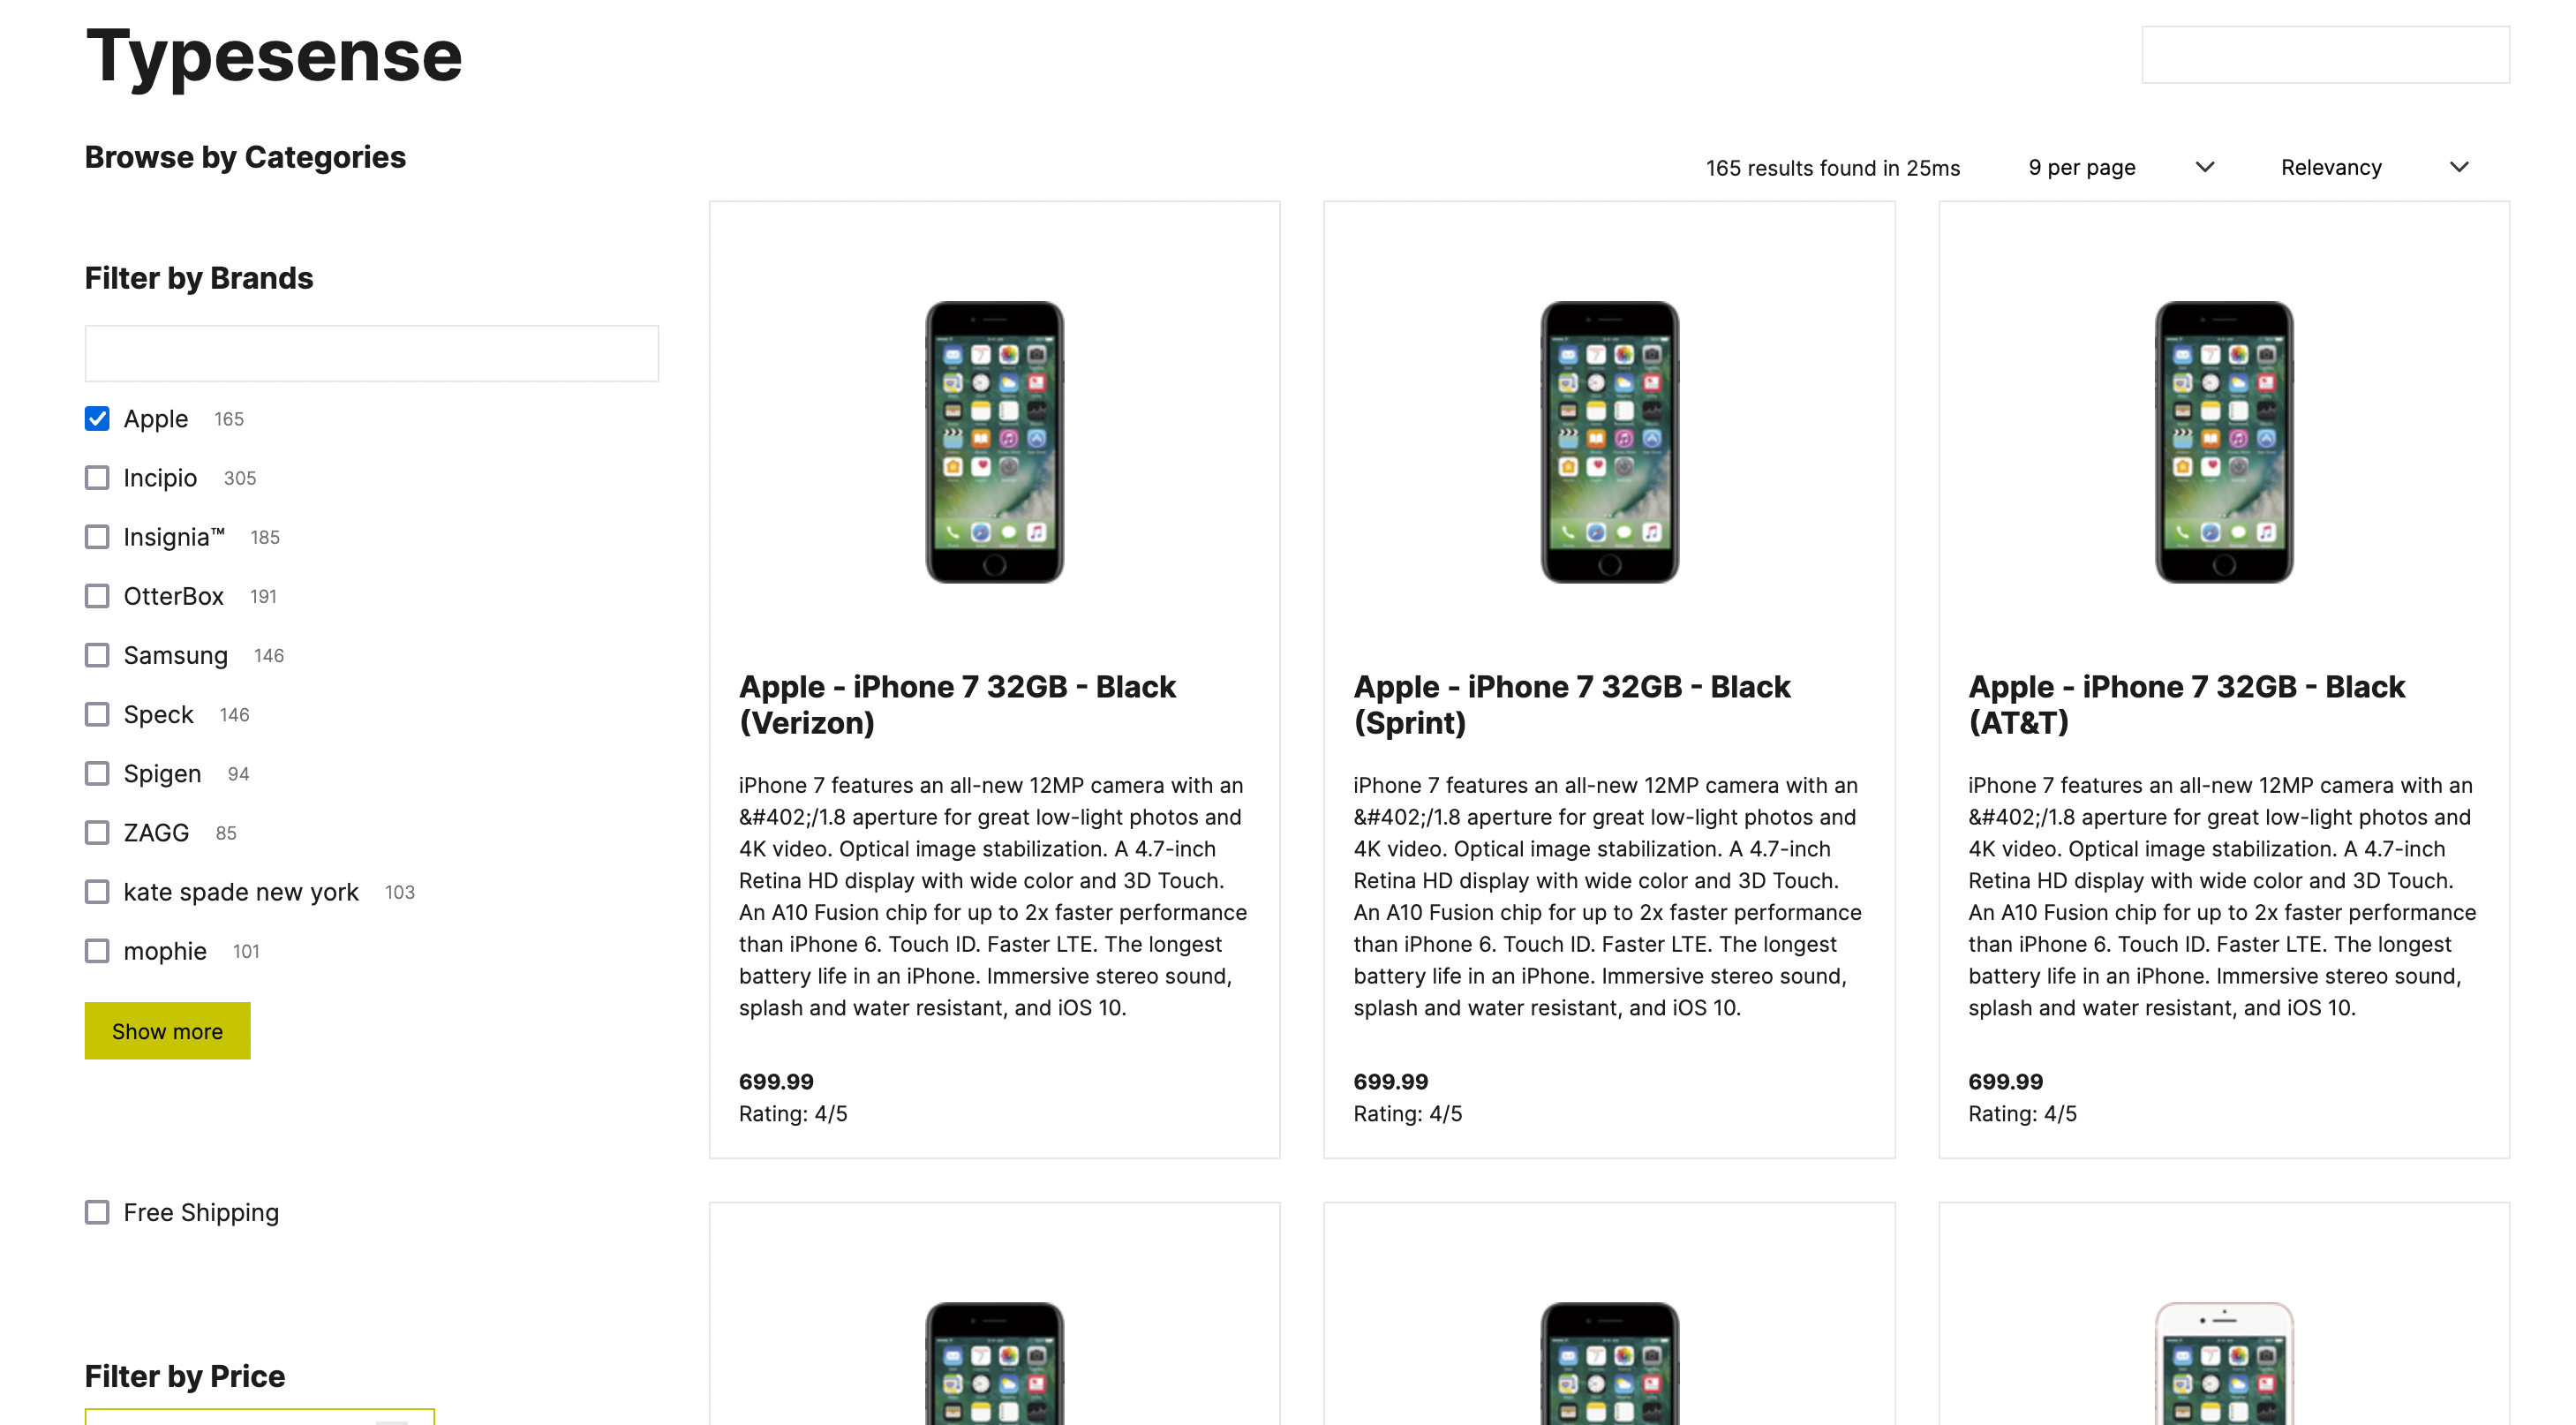 Typesense
Browse by Categories
165 results found in 25ms
9 per page
Relevancy
Filter by Brands
Apple 165
Incipio 305
Insignia™ 185
OtterBox 191
Samsung 146
Speck 146
Spigen 94
ZAGG 85
kate spade new york 103
mophie 101
Show more
Free Shipping
Filter by Price
Apple - iPhone 7 32GB - Black
(Verizon)
iPhone 7 features an all-new 12MP camera with an
&#402;/1.8 aperture for great low-light photos and
4K video. Optical image stabilization. A 4.7-inch
Retina HD display with wide color and 3D Touch.
An A10 Fusion chip for up to 2x faster performance
than iPhone 6. Touch ID. Faster LTE. The longest
battery life in an iPhone. Immersive stereo sound,
splash and water resistant, and iOS 10.
699.99
Rating: 4/5
Apple - iPhone 7 32GB - Black
(Sprint)
iPhone 7 features an all-new 12MP camera with an
&#402;/1.8 aperture for great low-light photos and
4K video. Optical image stabilization. A 4.7-inch
Retina HD display with wide color and 3D Touch.
An A10 Fusion chip for up to 2x faster performance
than iPhone 6. Touch ID. Faster LTE. The longest
battery life in an iPhone. Immersive stereo sound,
splash and water resistant, and iOS 10.
699.99
Rating: 4/5
Apple - iPhone 7 32GB - Black
(AT&T)
iPhone 7 features an all-new 12MP camera with an
&#402;/1.8 aperture for great low-light photos and
4K video. Optical image stabilization. A 4.7-inch
Retina HD display with wide color and 3D Touch.
An A10 Fusion chip for up to 2x faster performance
than iPhone 6. Touch ID. Faster LTE. The longest
battery life in an iPhone. Immersive stereo sound,
splash and water resistant, and iOS 10.
699.99
Rating: 4/5